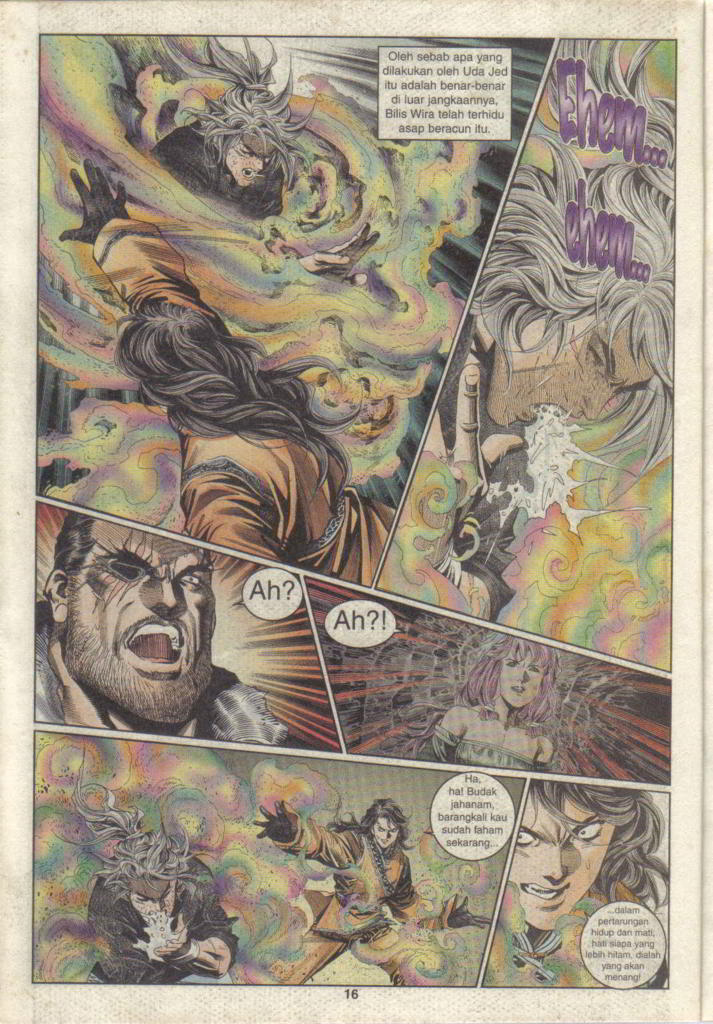 Oleh sebab apa yang
dilakukan oleh Uda Jed
itu adalah benar-benar
di luar jangkaannya,
Bilis Wira telah terhidu
asap beracun itu.
Ehem...
ehem...
Ah?
Ah?!
Ha,
ha! Budak
jahanam,
barangkali kau
sudah faham
sekarang...
...dalam
pertarungan
hidup dan mati,
hati siapa yang
lebih hitam, dialah
yang akan
menang!
16